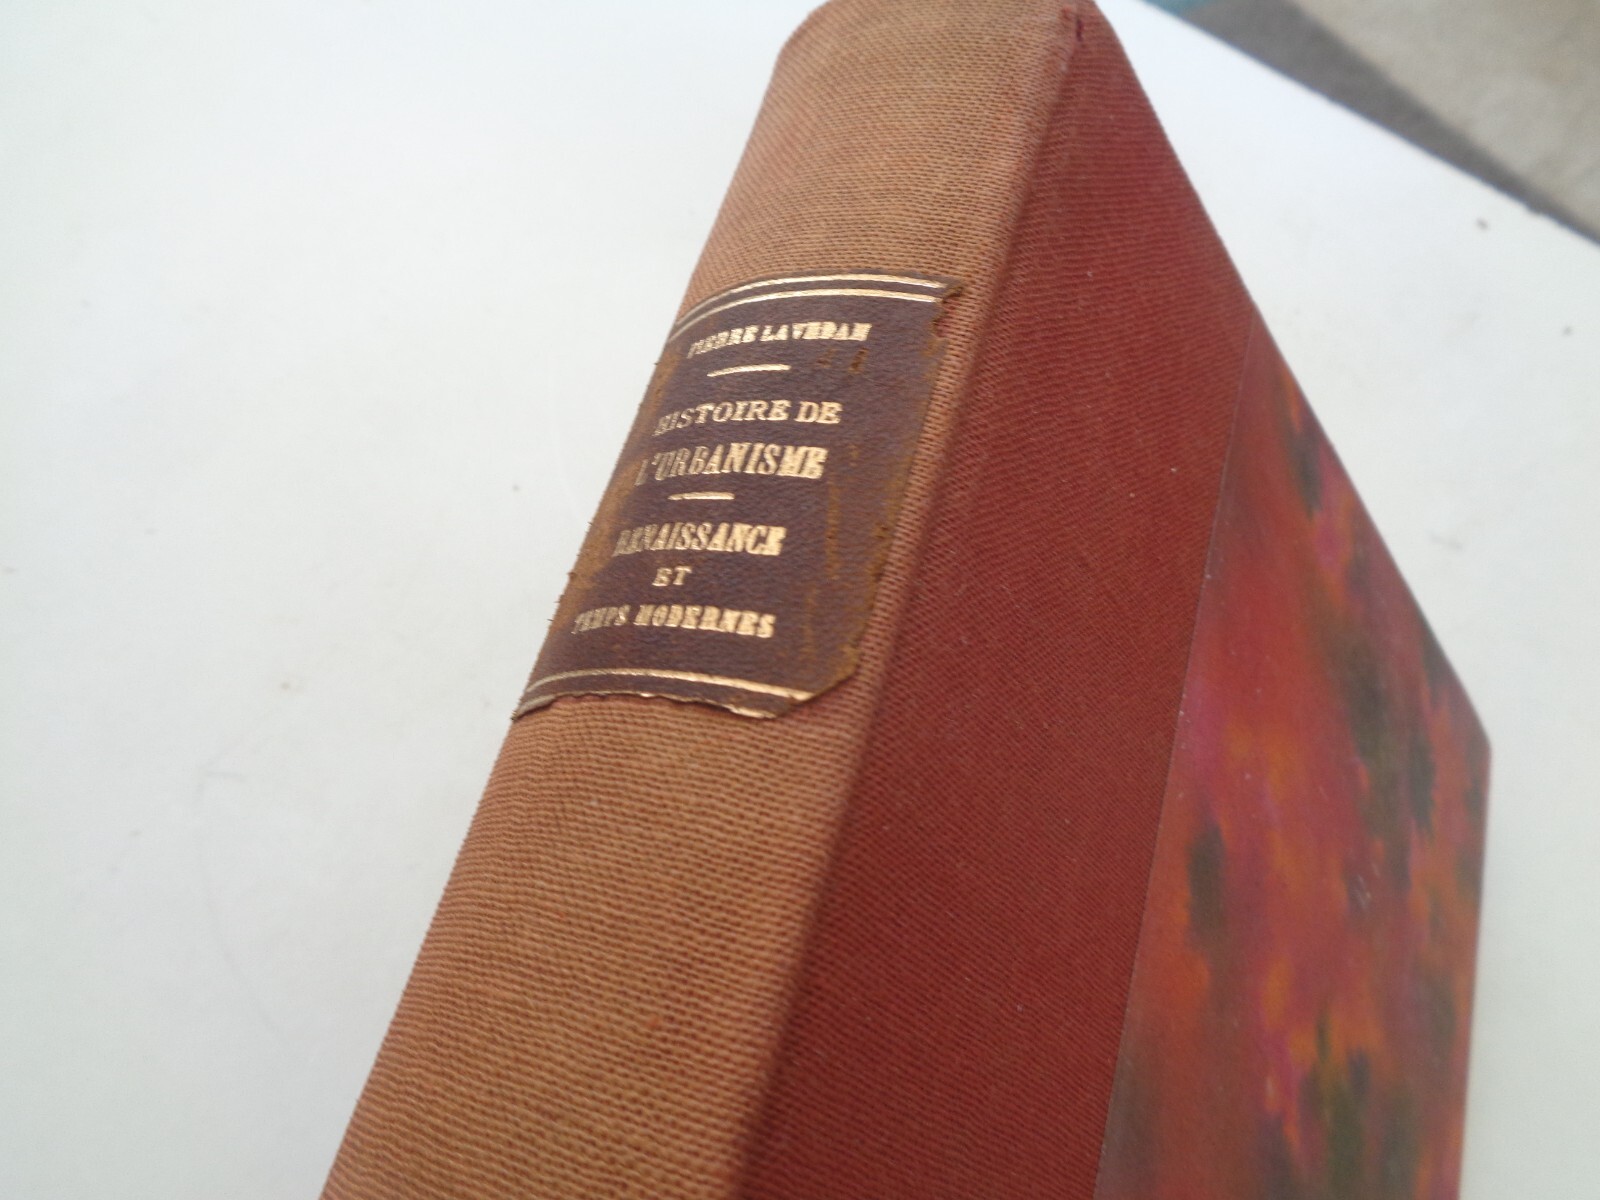 PIERRE LAVEDAN
HISTOIRE DE
L'URBANISME
RENAISSANCE
ET
TEMPS MODERNES